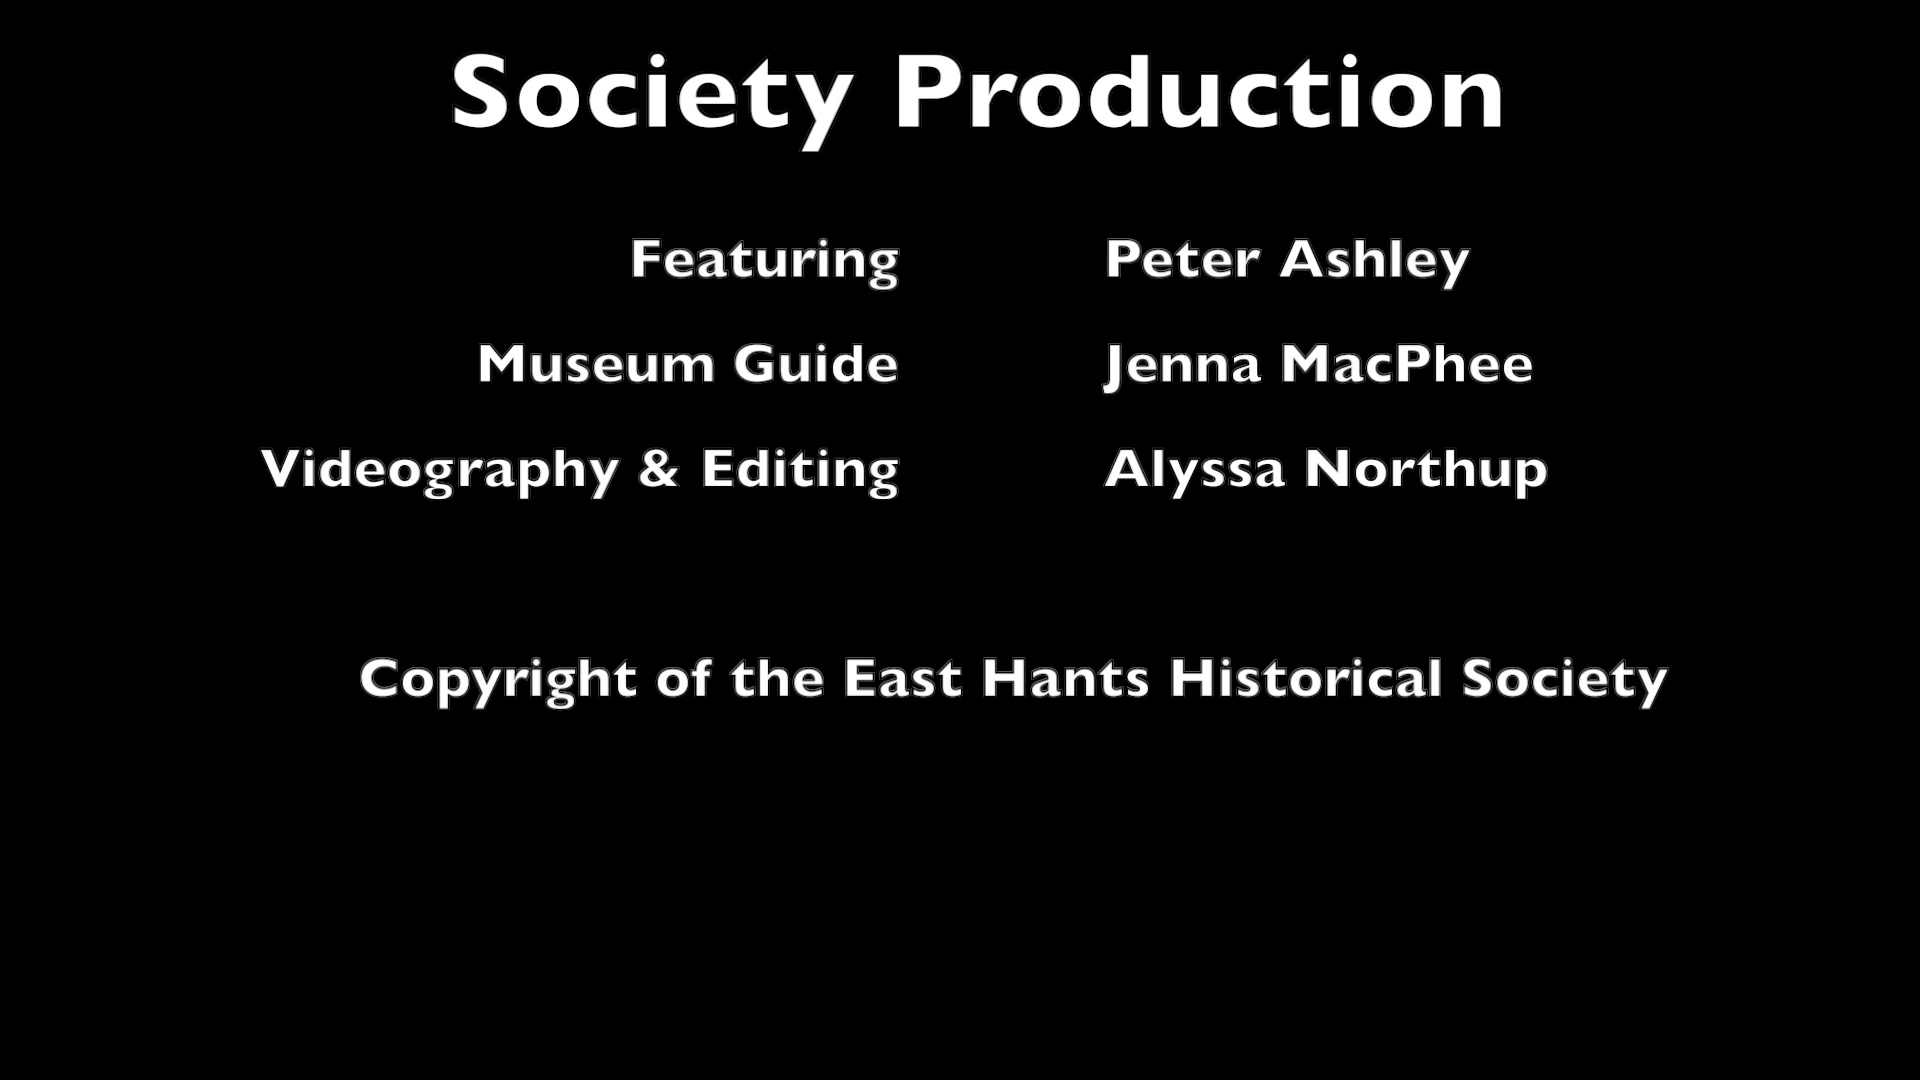 Society Production
Featuring Peter Ashley
Museum Guide Jenna MacPhee
Videography & Editing Alyssa Northup
Copyright of the East Hants Historical Society